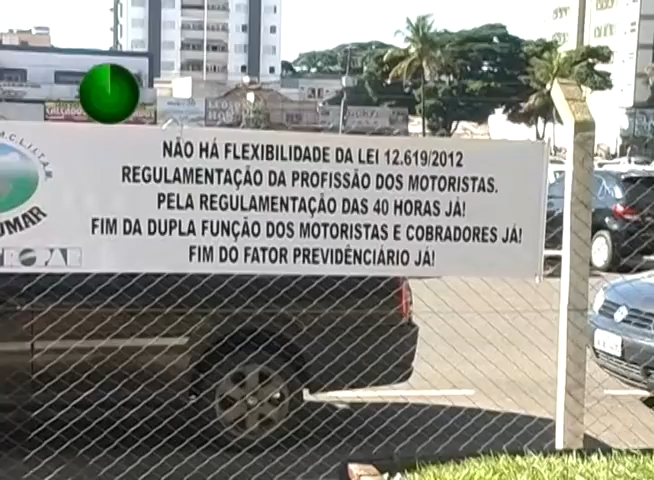 NÃO HÁ FLEXIBILIDADE DA LEI 12.619/2012
REGULAMENTAÇÃO DA PROFISSÃO DOS MOTORISTAS.
PELA REGULAMENTAÇÃO DAS 40 HORAS JÁ!
FIM DA DUPLA FUNÇÃO DOS MOTORISTAS E COBRADORES JÁ!
FIM DO FATOR PREVIDÊNCIÁRIO JÁ!